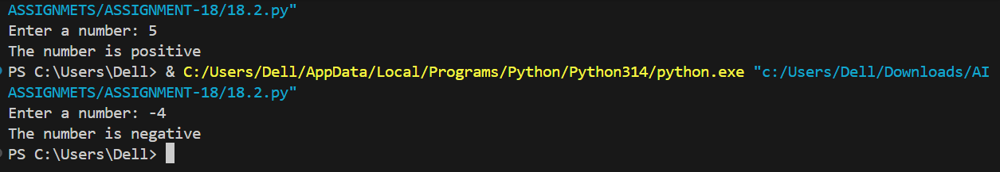 ASSIGNMETS/ASSIGNMENT-18/18.2.py"
Enter a number: 5
The number is positive
PS C:\Users\Dell> & C:/Users/Dell/AppData/Local/Programs/Python/Python314/python.exe "c:/Users/Dell/Downloads/AI
ASSIGNMETS/ASSIGNMENT-18/18.2.py"
Enter a number: -4
The number is negative
PS C:\Users\Dell>